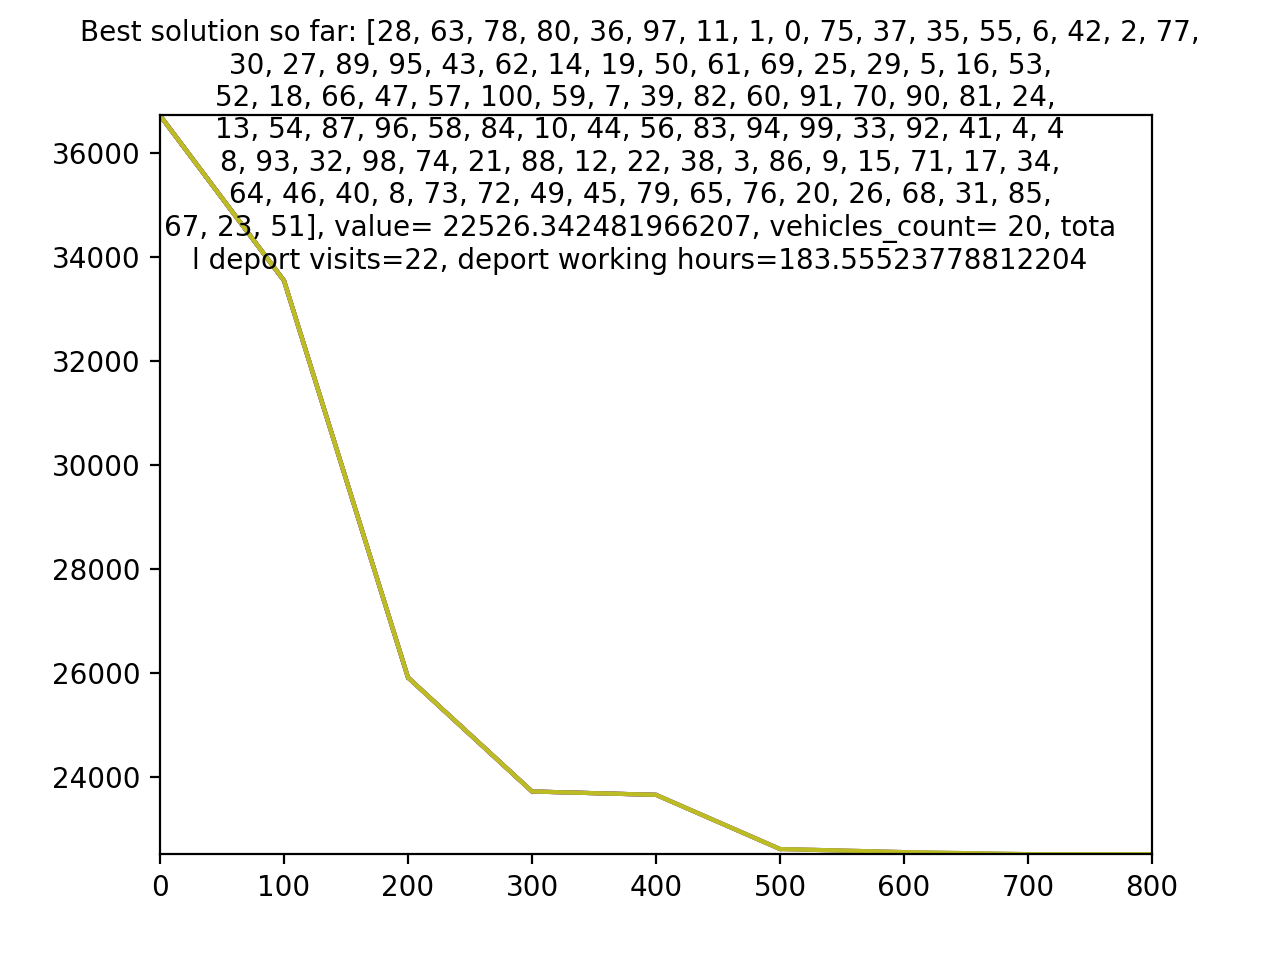 Best solution so far: [28, 63, 78, 80, 36, 97, 11, 1, 0, 75, 37, 35, 55, 6, 42, 2, 77,
30, 27, 89, 95, 43, 62, 14, 19, 50, 61, 69, 25, 29, 5, 16, 53,
52, 18, 66, 47, 57, 100, 59, 7, 39, 82, 60, 91, 70, 90, 81, 24,
13, 54, 87, 96, 58, 84, 10, 44, 56, 83, 94, 99, 33, 92, 41, 4, 4
8, 93, 32, 98, 74, 21, 88, 12, 22, 38, 3, 86, 9, 15, 71, 17, 34,
64, 46, 40, 8, 73, 72, 49, 45, 79, 65, 76, 20, 26, 68, 31, 85,
67, 23, 51], value= 22526.342481966207, vehicles_count= 20, tota
l deport visits=22, deport working hours=183.55523778812204
36000
34000
32000
30000
28000
26000
24000
0 100 200 300 400 500 600 700 800